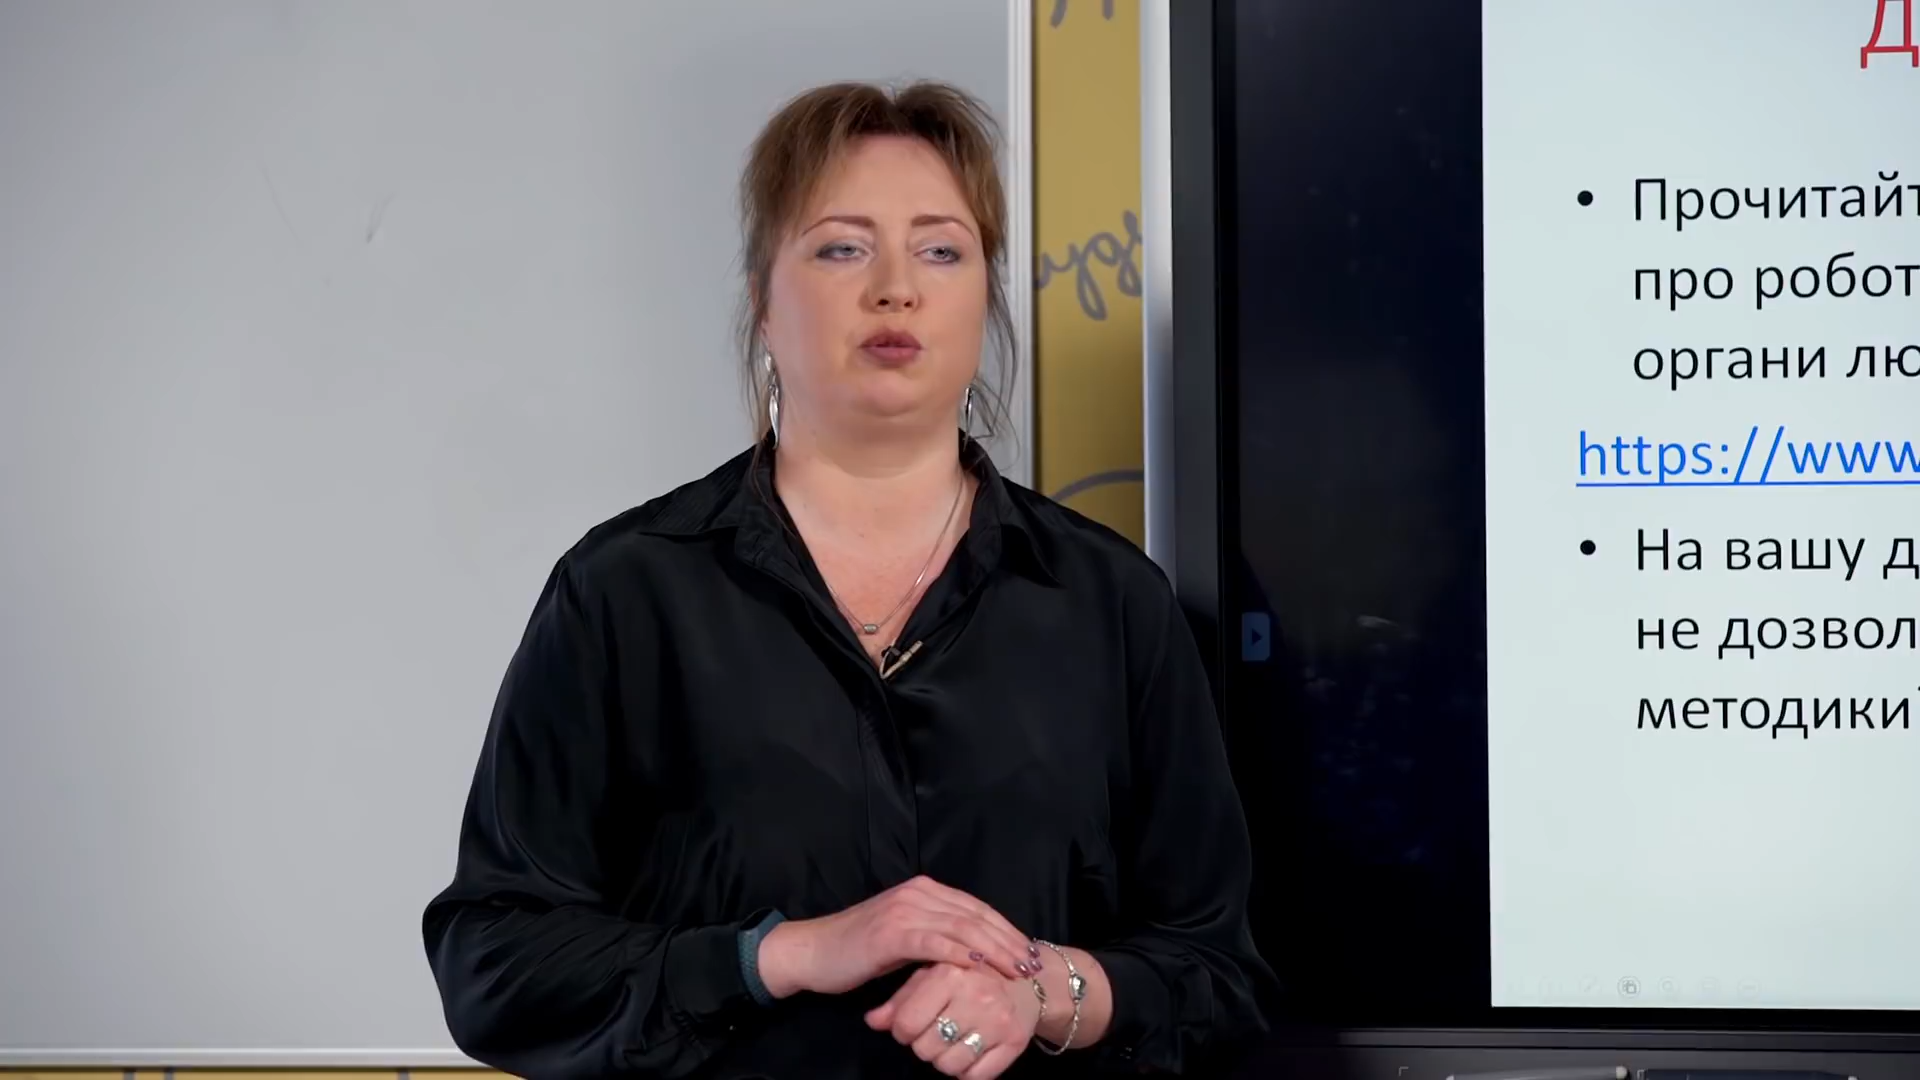 Д
• Прочитайт
про робот
органи лю
https://www
• На вашу д
не дозвол
методики